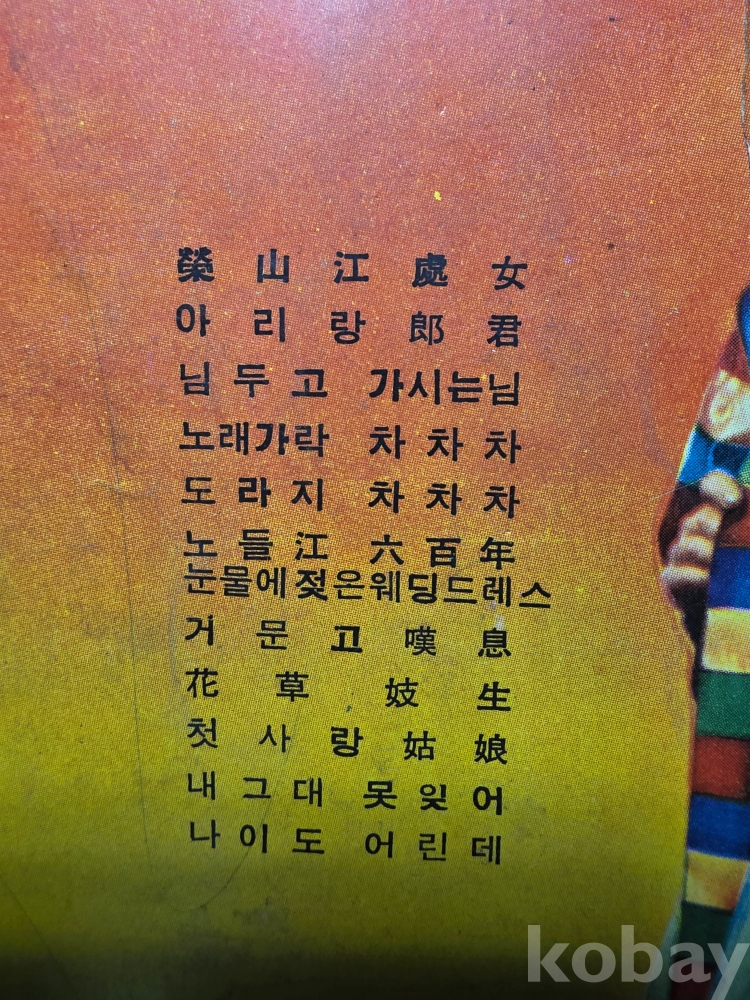 榮山江處女
아리랑郎君
님두고 가시는님
노래가락 차차차
도라지 차차차
노들江 六百年
눈물에젖은웨딩드레스
거문고嘆息
花草妓生
첫사랑姑娘
내그대 못잊어
나이도 어린데
kobay